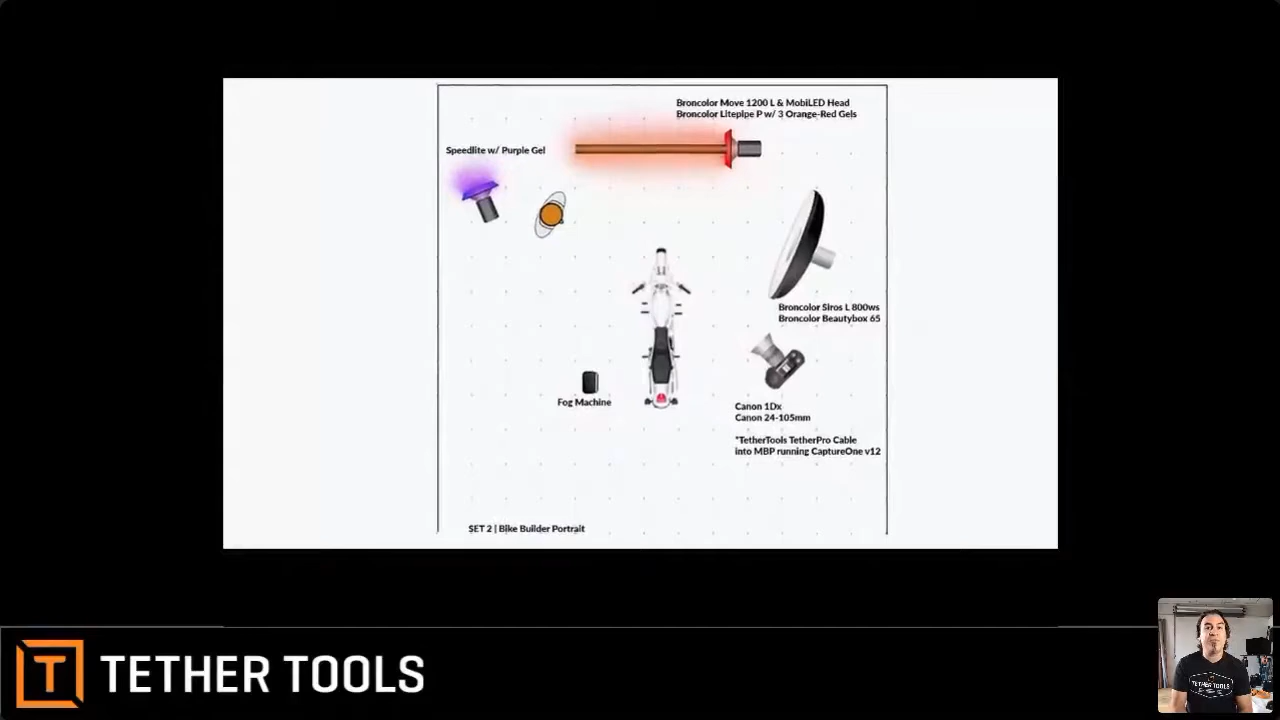 Broncolor Move 1200 L & MobiLED Head
Broncolor Litepipe P w/ 3 Orange-Red Gels
Speedlite w/ Purple Gel
Broncolor Siros L 800ws
Broncolor Beautybox 65
Fog Machine
Canon 1Dx
Canon 24-105mm
*TetherTools TetherPro Cable
into MBP running CaptureOne v12
SET 2 | Bike Builder Portrait
T TETHER TOOLS
TETHER TOOLS